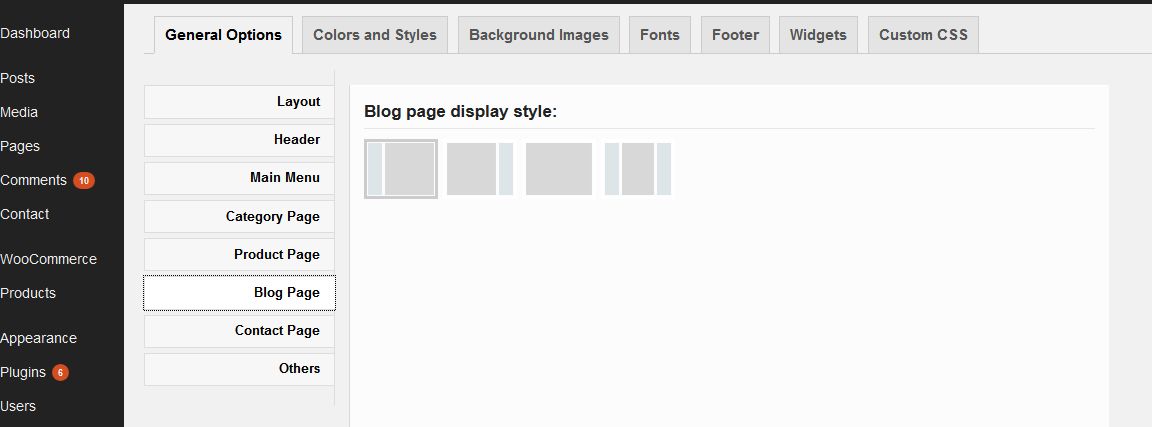 General Options
Colors and Styles
Background Images
Fonts
Footer
Widgets
Custom CSS
Dashboard
Posts
Media
Pages
Comments 10
Contact
WooCommerce
Products
Appearance
Plugins 6
Users
Layout
Header
Main Menu
Category Page
Product Page
Blog Page
Contact Page
Others
Blog page display style: